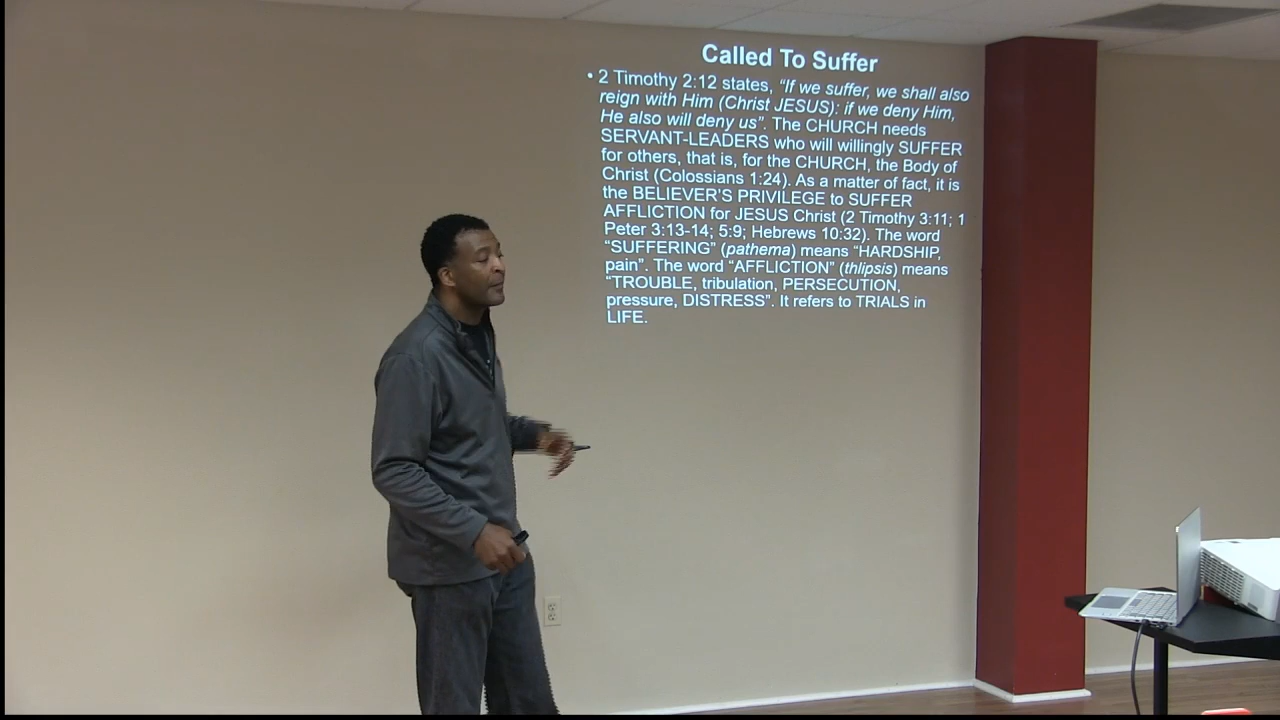 Called To Suffer
• 2 Timothy 2:12 states, “If we suffer, we shall also
reign with Him (Christ JESUS): if we deny Him,
He also will deny us”. The CHURCH needs
SERVANT-LEADERS who will willingly SUFFER
for others, that is, for the CHURCH, the Body of
Christ (Colossians 1:24). As a matter of fact, it is
the BELIEVER’S PRIVILEGE to SUFFER
AFFLICTION for JESUS Christ (2 Timothy 3:11; 1
Peter 3:13-14; 5:9; Hebrews 10:32). The word
“SUFFERING” (pathema) means “HARDSHIP,
pain”. The word “AFFLICTION” (thlipsis) means
“TROUBLE, tribulation, PERSECUTION,
pressure, DISTRESS”. It refers to TRIALS in
LIFE.